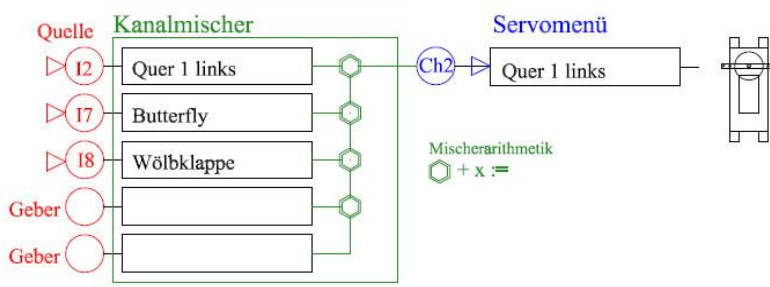 Kanalmischer
Servomenü
Quelle
I2
Quer 1 links
Ch2
Quer 1 links
I7
Butterfly
I8
Wölbklappe
Mischerarithmetik
+ x :=
Geber
Geber